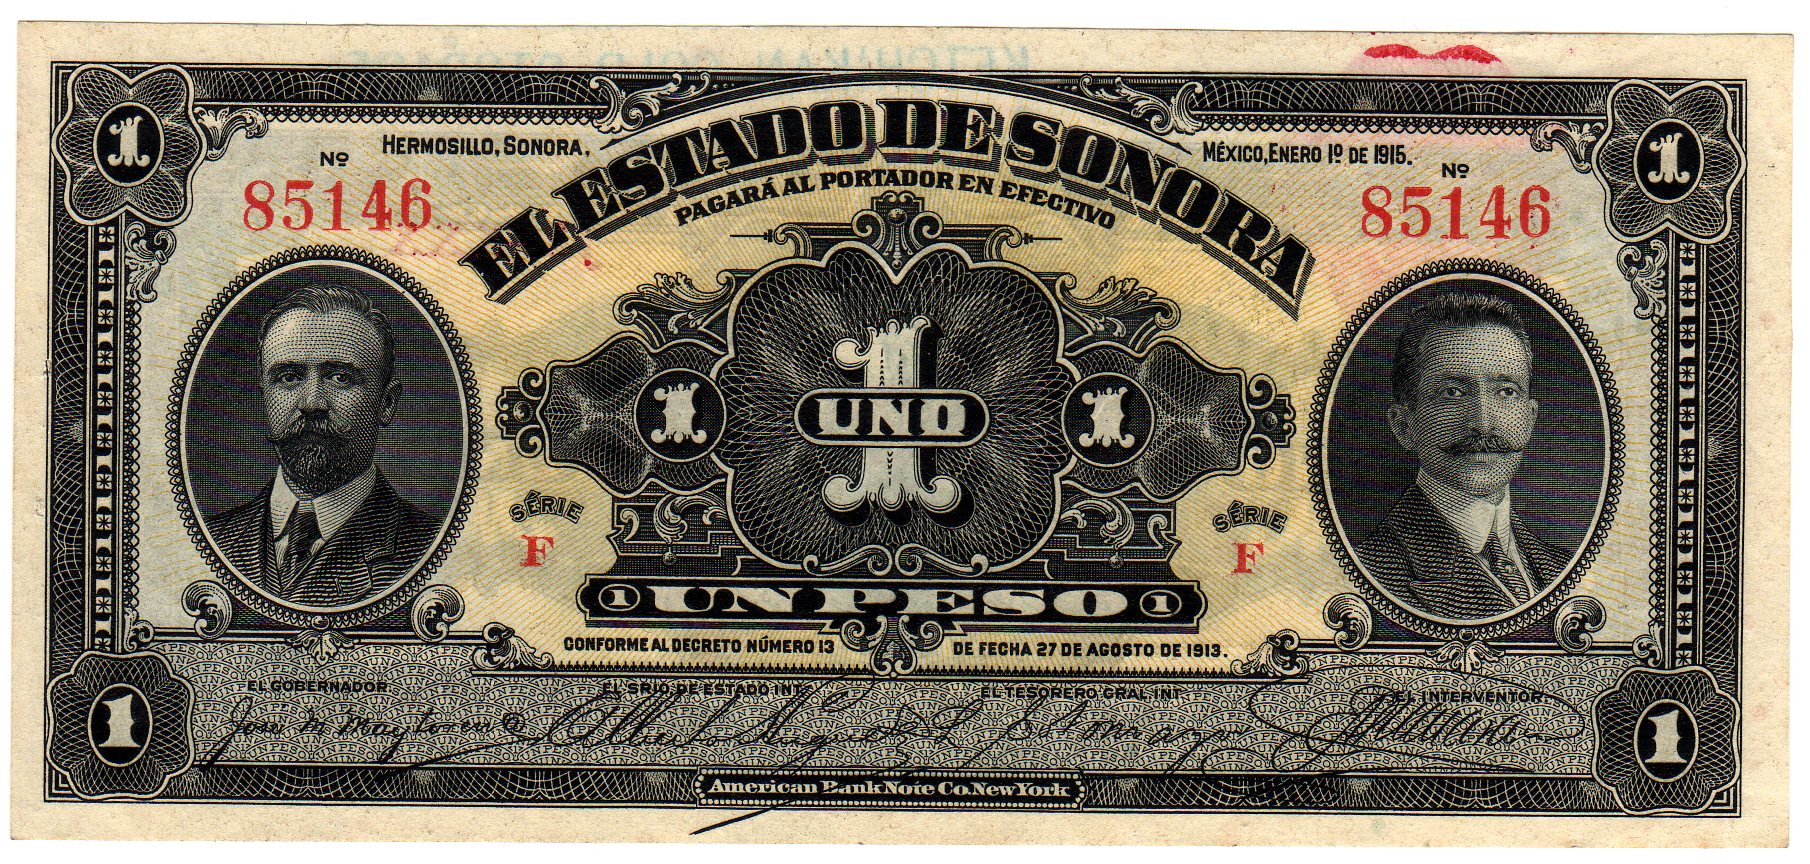 EL ESTADO DE SONORA
HERMOSILLO, SONORA,
MÉXICO, ENERO 1º DE 1915.
PAGARÁ AL PORTADOR EN EFECTIVO
Nº
85146
Nº
85146
1
1
1
UNO
1
1
SÉRIE
F
SÉRIE
F
1 UN PESO 1
CONFORME AL DECRETO NÚMERO 13 DE FECHA 27 DE AGOSTO DE 1913.
EL GOBERNADOR
EL SRIO. DE ESTADO INT.
EL TESORERO GRAL. INT.
EL INTERVENTOR
José M Maytorena
1
1
American Bank Note Co. New York